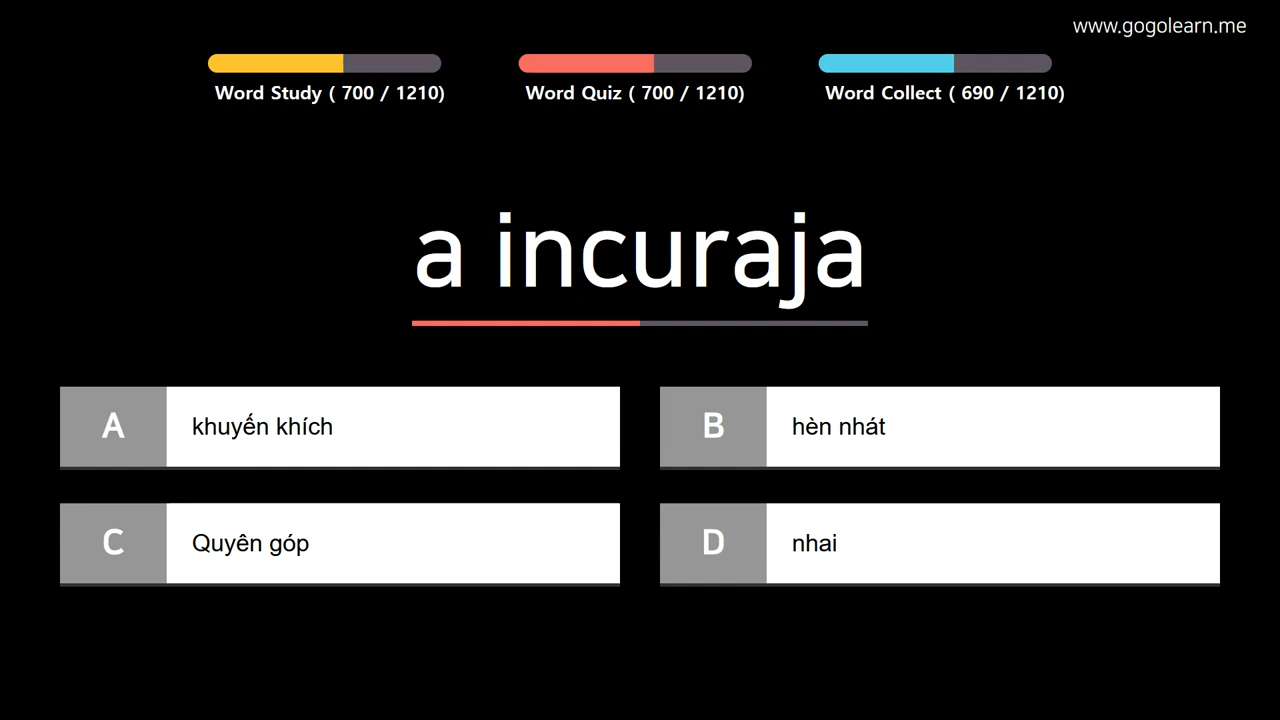 www.gogolearn.me
Word Study ( 700 / 1210)
Word Quiz ( 700 / 1210)
Word Collect ( 690 / 1210)
a incuraja
A
khuyến khích
B
hèn nhát
C
Quyên góp
D
nhai